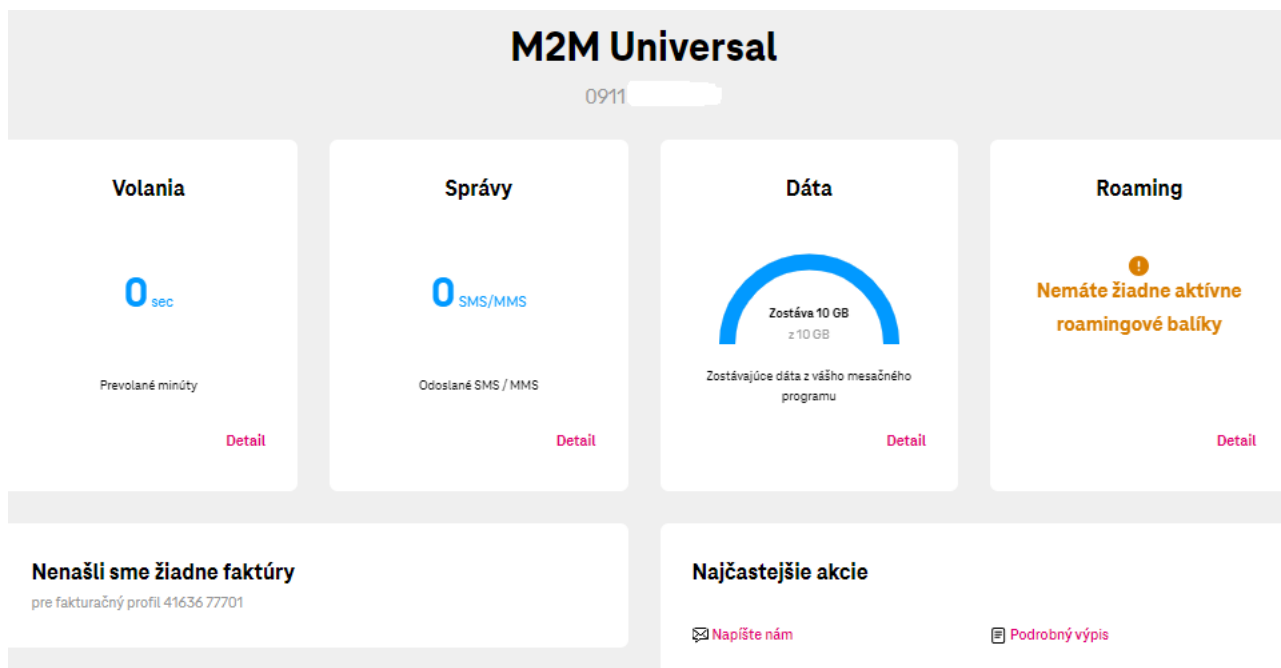 M2M Universal
0911
Volania
0 sec
Prevolané minúty
Detail
Správy
0 SMS/MMS
Odoslané SMS / MMS
Detail
Dáta
Zostáva 10 GB
z 10 GB
Zostávajúce dáta z vášho mesačného
programu
Detail
Roaming
Nemáte žiadne aktívne
roamingové balíky
Detail
Nenašli sme žiadne faktúry
pre fakturačný profil 41636 77701
Najčastejšie akcie
Napíšte nám
Podrobný výpis